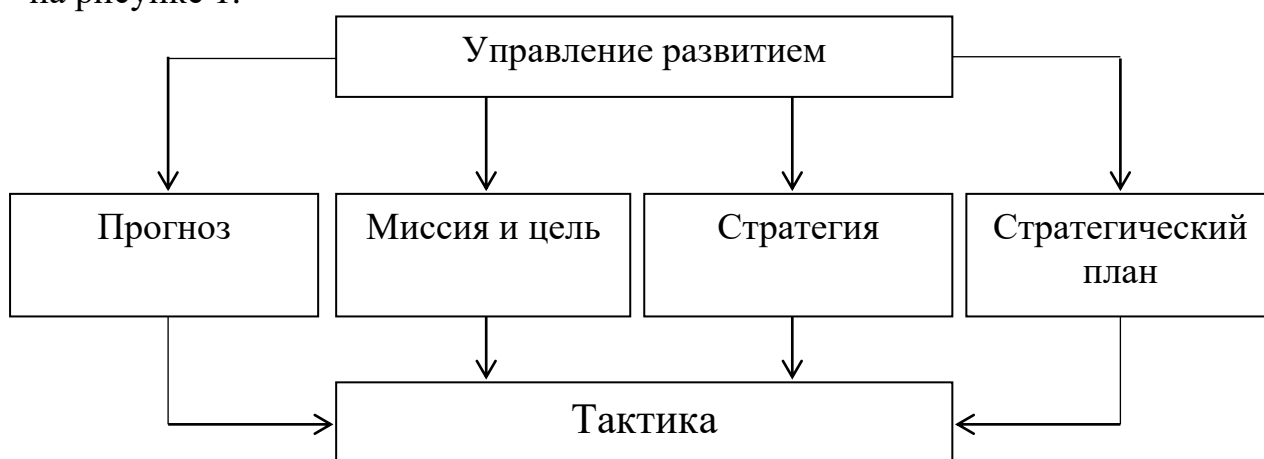 на рисунке 1.
Управление развитием
Прогноз
Миссия и цель
Стратегия
Стратегический
план
Тактика